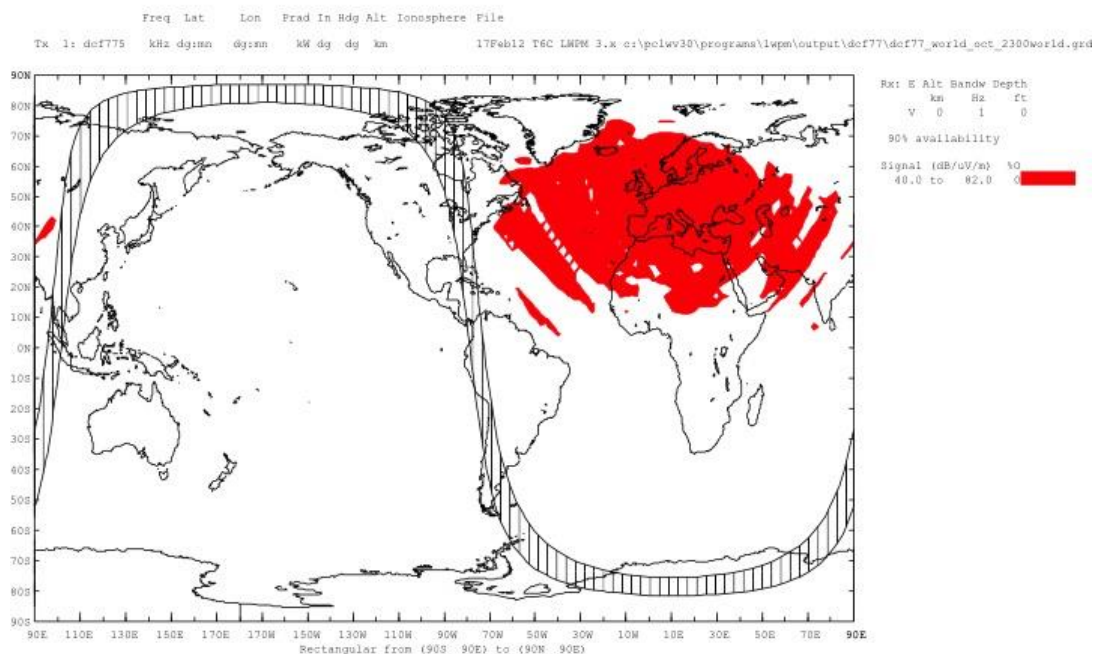 Freq Lat Lon Prad In Hdg Alt Ionosphere File
Tx 1: dcf775 kHz dg:mn dg:mn kW dg dg km 17Feb12 T6C LWPM 3.x c:\pclwv30\programs\lwpm\output\dcf77\dcf77_world_oct_2300world.grd
Rx: E Alt Bandw Depth
km Hz ft
V 0 1 0
90% availability
Signal (dB/uV/m) %O
40.0 to 82.0 0
90N
80N
70N
60N
50N
40N
30N
20N
10N
0N
10S
20S
30S
40S
50S
60S
70S
80S
90S
90E 110E 130E 150E 170E 170W 150W 130W 110W 90W 70W 50W 30W 10W 10E 30E 50E 70E 90E
Rectangular from (90S 90E) to (90N 90E)